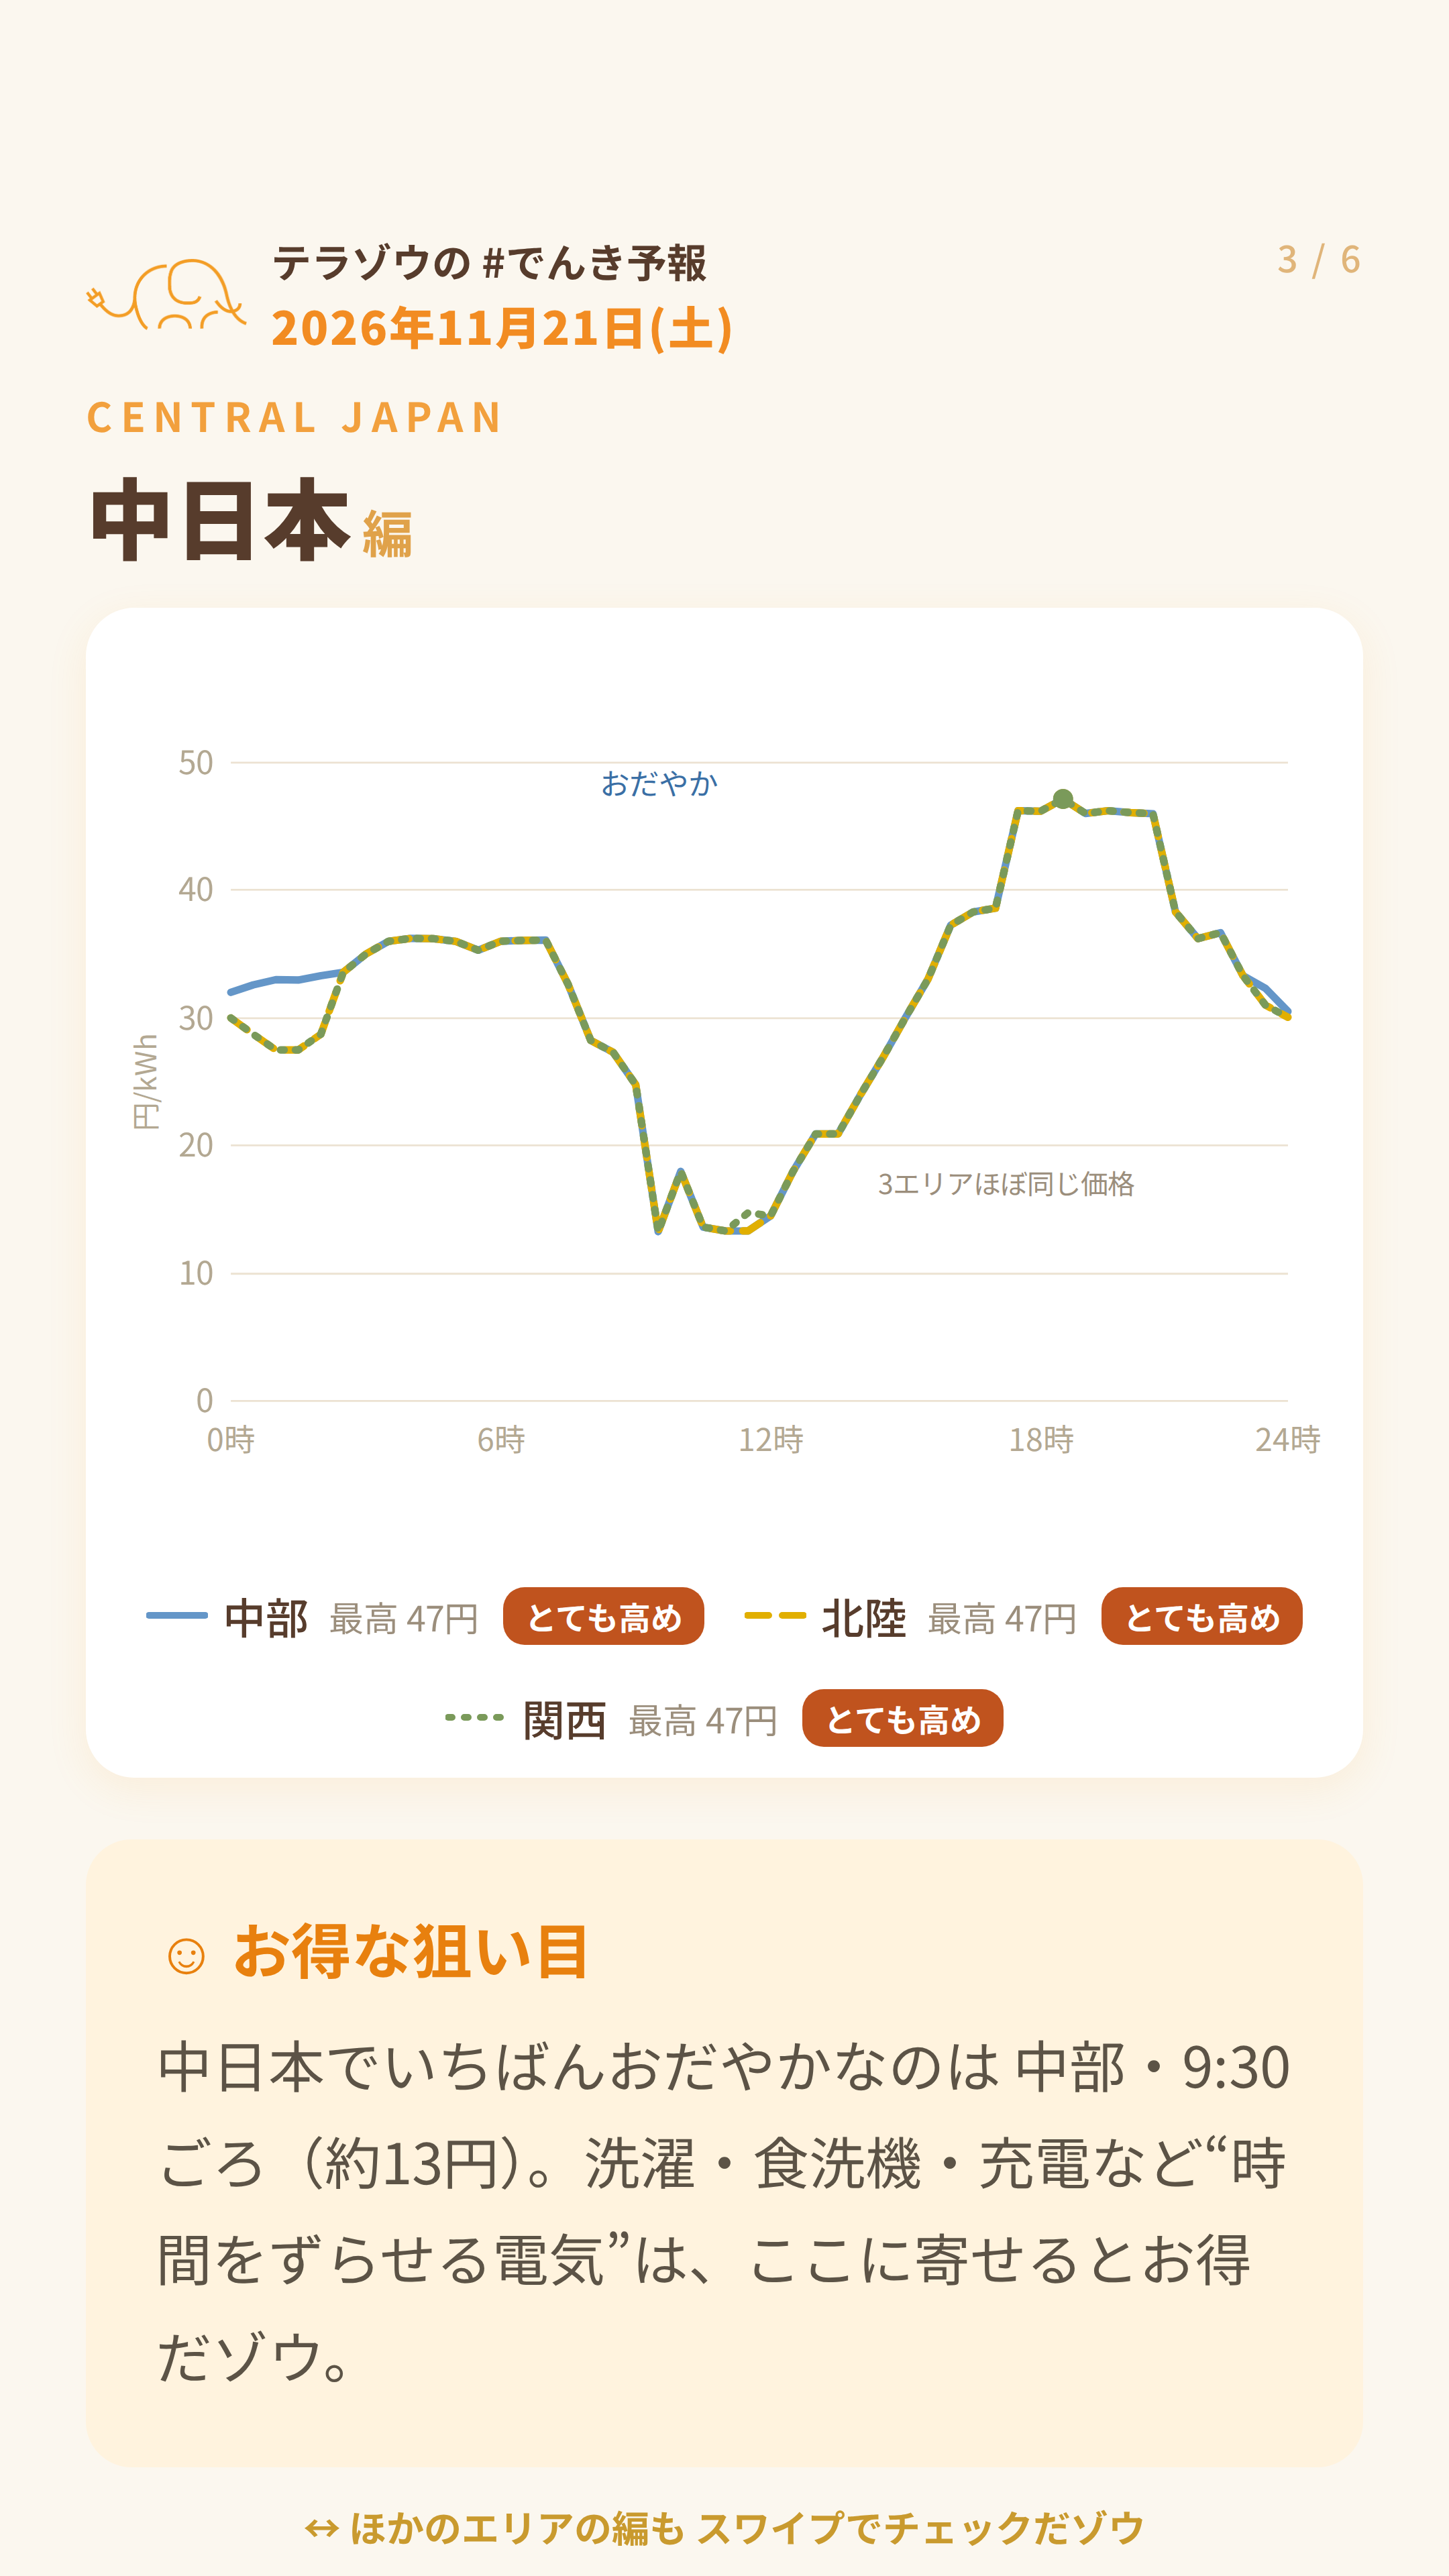 テラゾウの #でんき予報
2026年11月21日(土)
3 / 6
CENTRAL JAPAN
中日本 編
50
おだやか
40
30
円/kWh
20
3エリアほぼ同じ価格
10
0
0時 6時 12時 18時 24時
中部 最高 47円 とても高め 北陸 最高 47円 とても高め
関西 最高 47円 とても高め
☺ お得な狙い目
中日本でいちばんおだやかなのは 中部・9:30
ごろ（約13円）。洗濯・食洗機・充電など“時
間をずらせる電気”は、ここに寄せるとお得
だゾウ。
↔ ほかのエリアの編も スワイプでチェックだゾウ